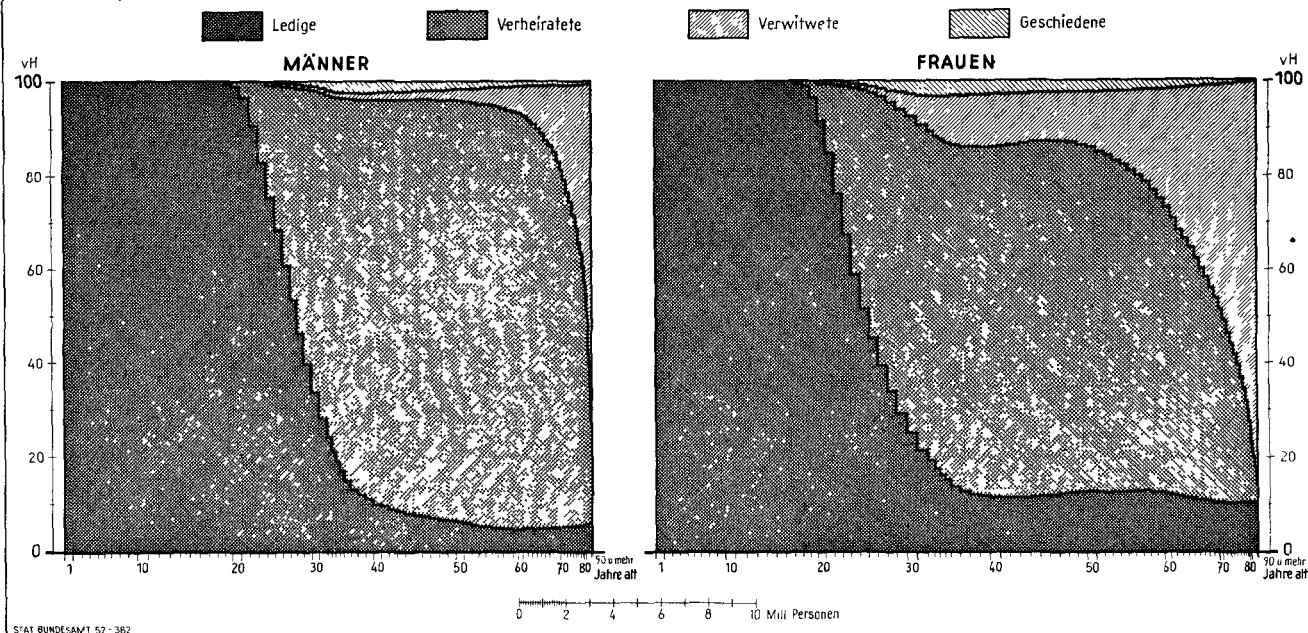 Ledige Verheiratete Verwitwete Geschiedene
MÄNNER FRAUEN
vH vH
100 100
80 80
60 60
40 40
20 20
0 0
1 10 20 30 40 50 60 70 80 90 u mehr
Jahre alt
1 10 20 30 40 50 60 70 80 90 u mehr
Jahre alt
0 2 4 6 8 10 Mill Personen
STAT BUNDESAMT 52 - 382